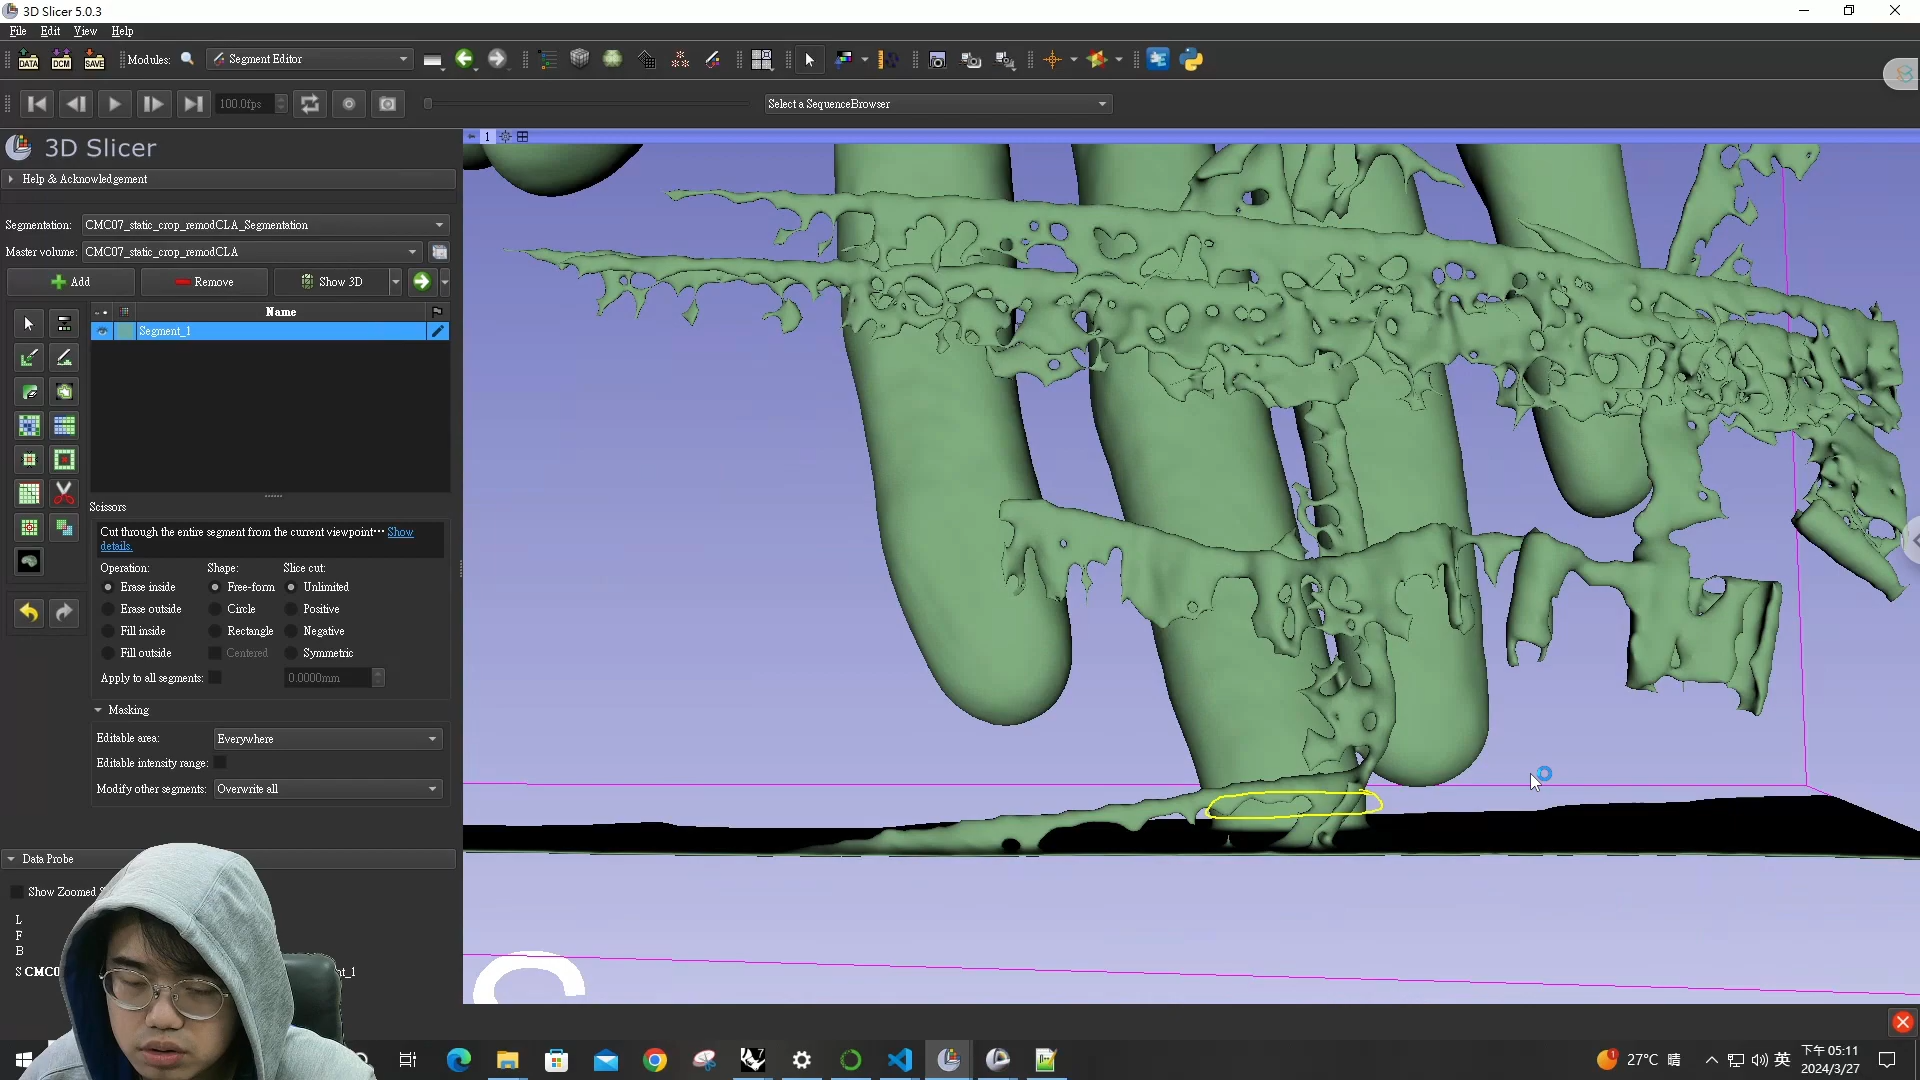 3D Slicer 5.0.3
File Edit View Help
DATA DCM SAVE Modules: Segment Editor
100.0fps Select a SequenceBrowser
1
3D Slicer
Help & Acknowledgement
Segmentation: CMC07_static_crop_remodCLA_Segmentation
Master volume: CMC07_static_crop_remodCLA
Add Remove Show 3D
Name
Segment_1
Scissors
Cut through the entire segment from the current viewpoint… Show
details.
Operation: Shape: Slice cut:
Erase inside Free-form Unlimited
Erase outside Circle Positive
Fill inside Rectangle Negative
Fill outside Centered Symmetric
Apply to all segments: 0.0000mm
Masking
Editable area: Everywhere
Editable intensity range:
Modify other segments: Overwrite all
Data Probe
Show Zoomed
L
F
B
S CMC0
nt_1
27°C 晴 英 下午 05:11
2024/3/27